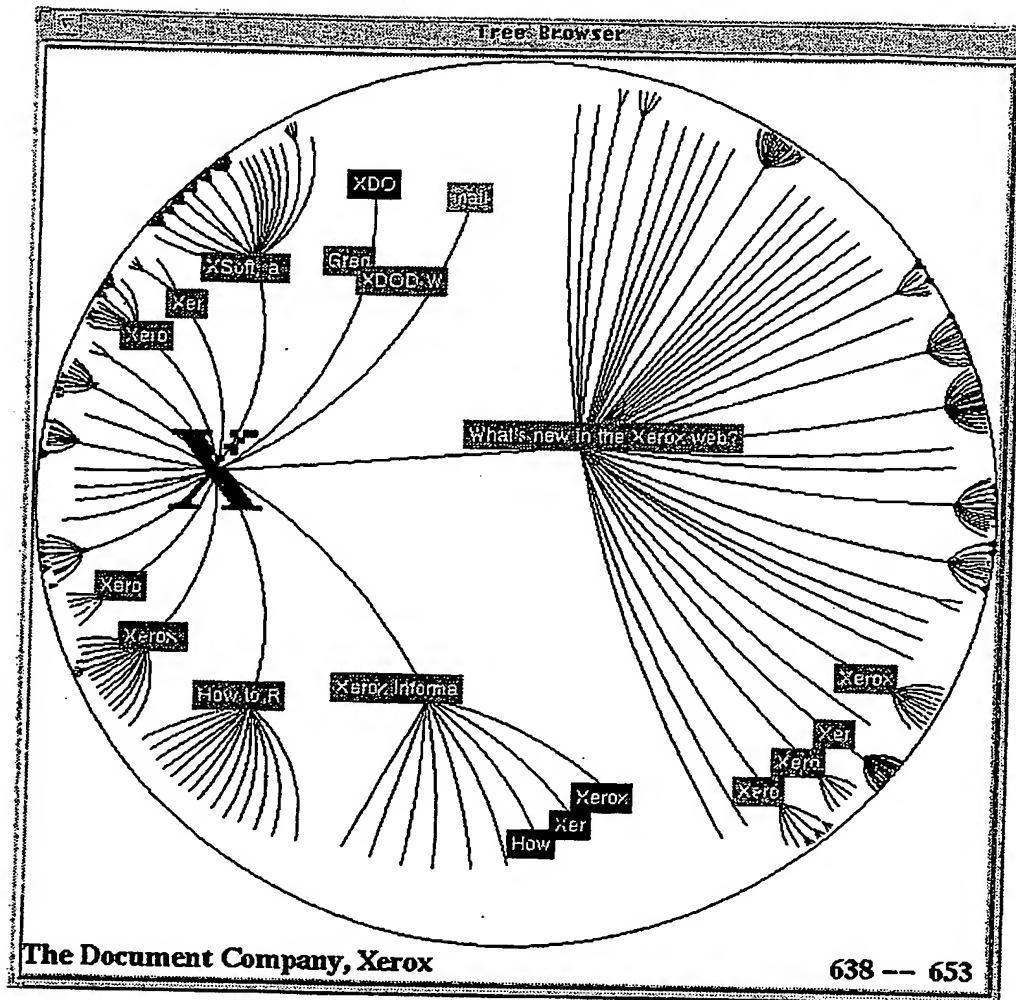 Tree Browser
XDO
mail
XSoft, a
Gran
XDOD-W
Xer
Xero
What's new in the Xerox web?
X
Xero
Xerox
How to R
Xerox Informa
Xerox
Xer
Xero
Xero
Xerox
Xer
How
The Document Company, Xerox
638 -- 653